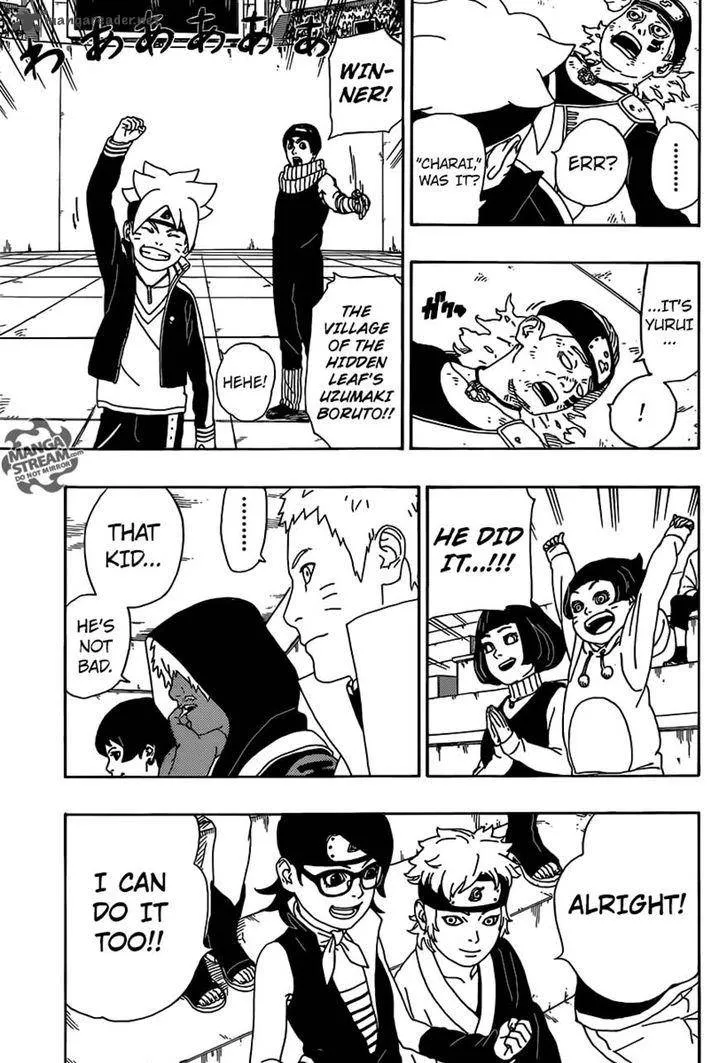 mangareader.net
ERR?
.........
"CHARAI,"
WAS IT?
わあああああ
WIN-
NER!
THE
VILLAGE
OF THE
HIDDEN
LEAF'S
UZUMAKI
BORUTO!!
HEHE!
...IT'S
YURUI
...
!
ガクッ
MANGA
STREAM.com
DO NOT MIRROR
HE DID
IT...!!!
.........
THAT
KID...
HE'S
NOT
BAD.
ALRIGHT!
I CAN
DO IT
TOO!!